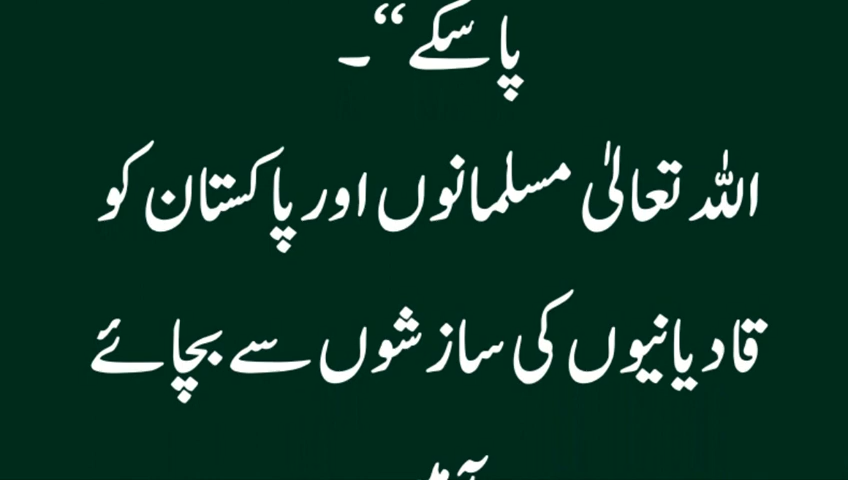 پا سکے“۔
اللہ تعالیٰ مسلمانوں اور پاکستان کو
قادیانیوں کی سازشوں سے بچائے